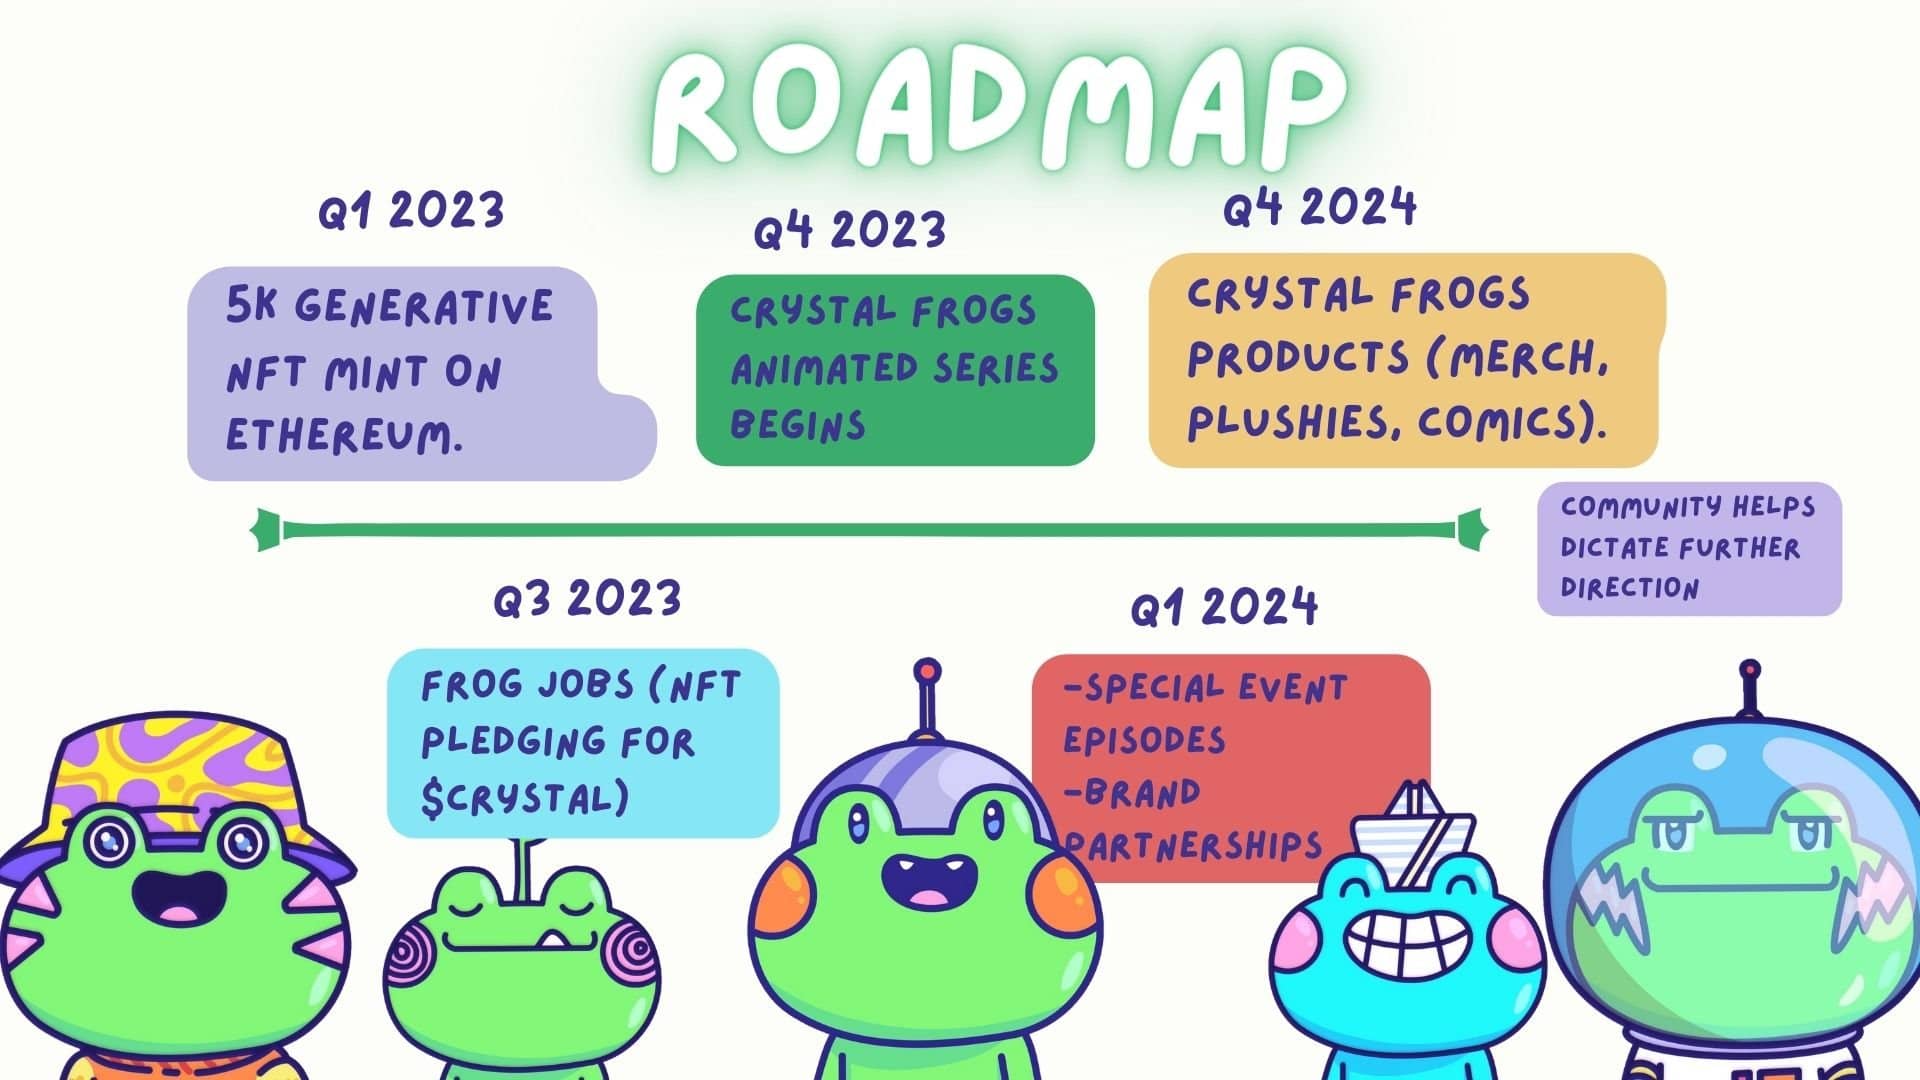 ROADMAP
Q1 2023
5K GENERATIVE
NFT MINT ON
ETHEREUM.
Q4 2023
CRYSTAL FROGS
ANIMATED SERIES
BEGINS
Q4 2024
CRYSTAL FROGS
PRODUCTS (MERCH,
PLUSHIES, COMICS).
COMMUNITY HELPS
DICTATE FURTHER
DIRECTION
Q3 2023
FROG JOBS (NFT
PLEDGING FOR
$CRYSTAL)
Q1 2024
-SPECIAL EVENT
EPISODES
-BRAND
PARTNERSHIPS